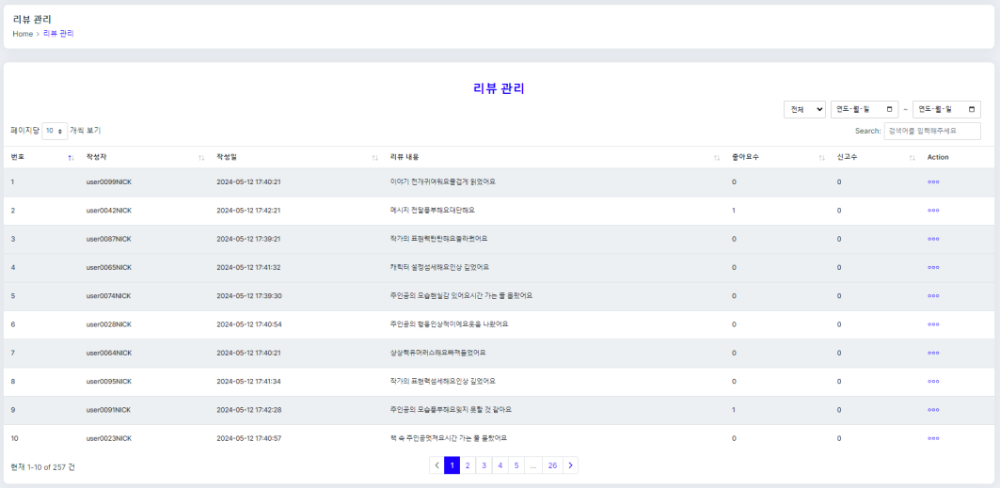 리뷰 관리
Home > 리뷰 관리
리뷰 관리
전체 연도-월-일 ~ 연도-월-일
페이지당 10 개씩 보기 Search: 검색어를 입력해주세요
번호 작성자 작성일 리뷰 내용 좋아요수 신고수 Action
1 user0099NICK 2024-05-12 17:40:21 이야기 전개귀여워요즐겁게 읽었어요 0 0
2 user0042NICK 2024-05-12 17:42:21 메시지 전달풍부해요대단해요 1 0
3 user0087NICK 2024-05-12 17:39:21 작가의 표현력탄탄해요놀라웠어요 0 0
4 user0065NICK 2024-05-12 17:41:32 캐릭터 설정섬세해요인상 깊었어요 0 0
5 user0074NICK 2024-05-12 17:39:30 주인공의 모습현실감 있어요시간 가는 줄 몰랐어요 0 0
6 user0028NICK 2024-05-12 17:40:54 주인공의 행동인상적이에요웃음 나왔어요 0 0
7 user0064NICK 2024-05-12 17:40:21 상상력유머러스해요빠져들었어요 0 0
8 user0095NICK 2024-05-12 17:41:34 작가의 표현력섬세해요인상 깊었어요 0 0
9 user0091NICK 2024-05-12 17:42:28 주인공의 모습풍부해요잊지 못할 것 같아요 1 0
10 user0023NICK 2024-05-12 17:40:57 책 속 주인공멋져요시간 가는 줄 몰랐어요 0 0
현재 1-10 of 257 건 < 1 2 3 4 5 ... 26 >